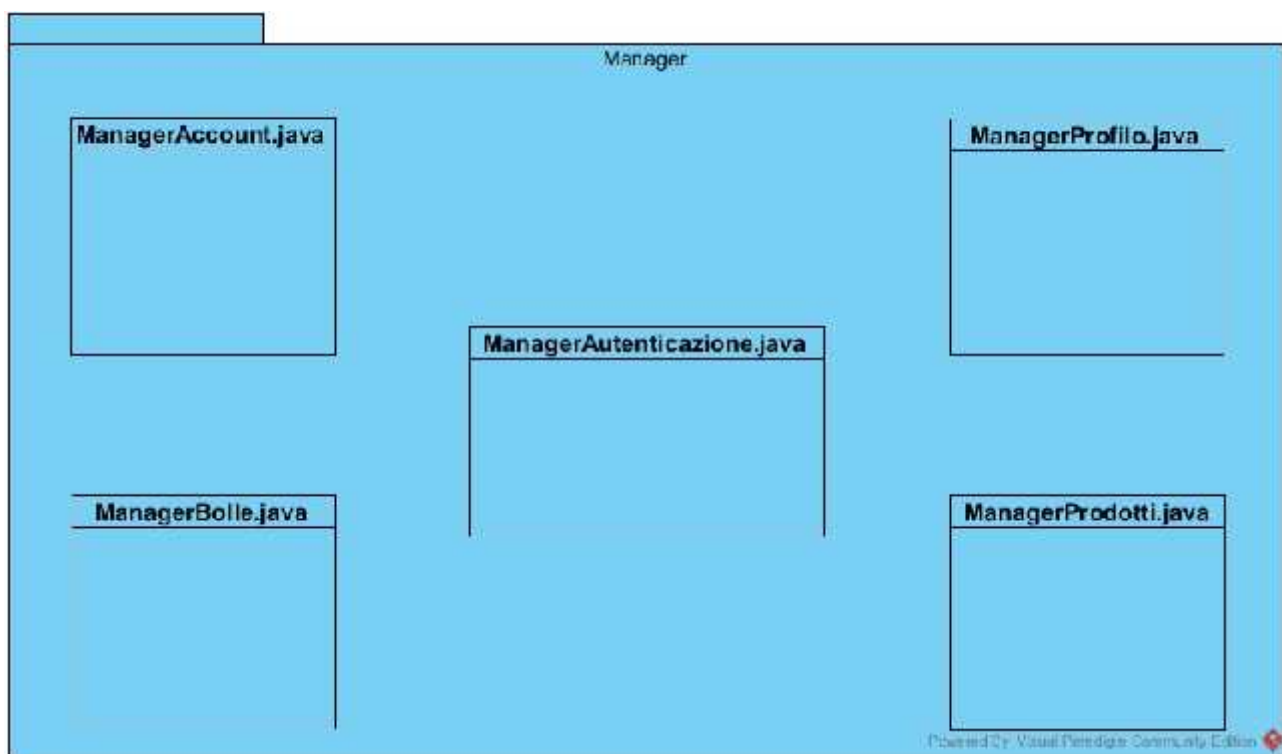 Manager
ManagerAccount.java
ManagerProfilo.java
ManagerAutenticazione.java
ManagerBolle.java
ManagerProdotti.java
Powered By Visual Paradigm Community Edition